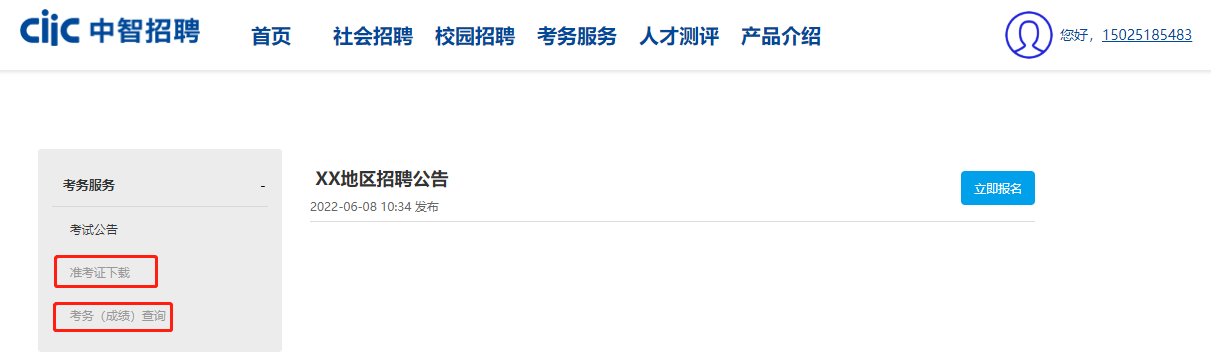 ciic 中智招聘 首页 社会招聘 校园招聘 考务服务 人才测评 产品介绍 您好，15025185483
考务服务 -
考试公告
准考证下载
考务（成绩）查询
XX地区招聘公告
立即报名
2022-06-08 10:34 发布